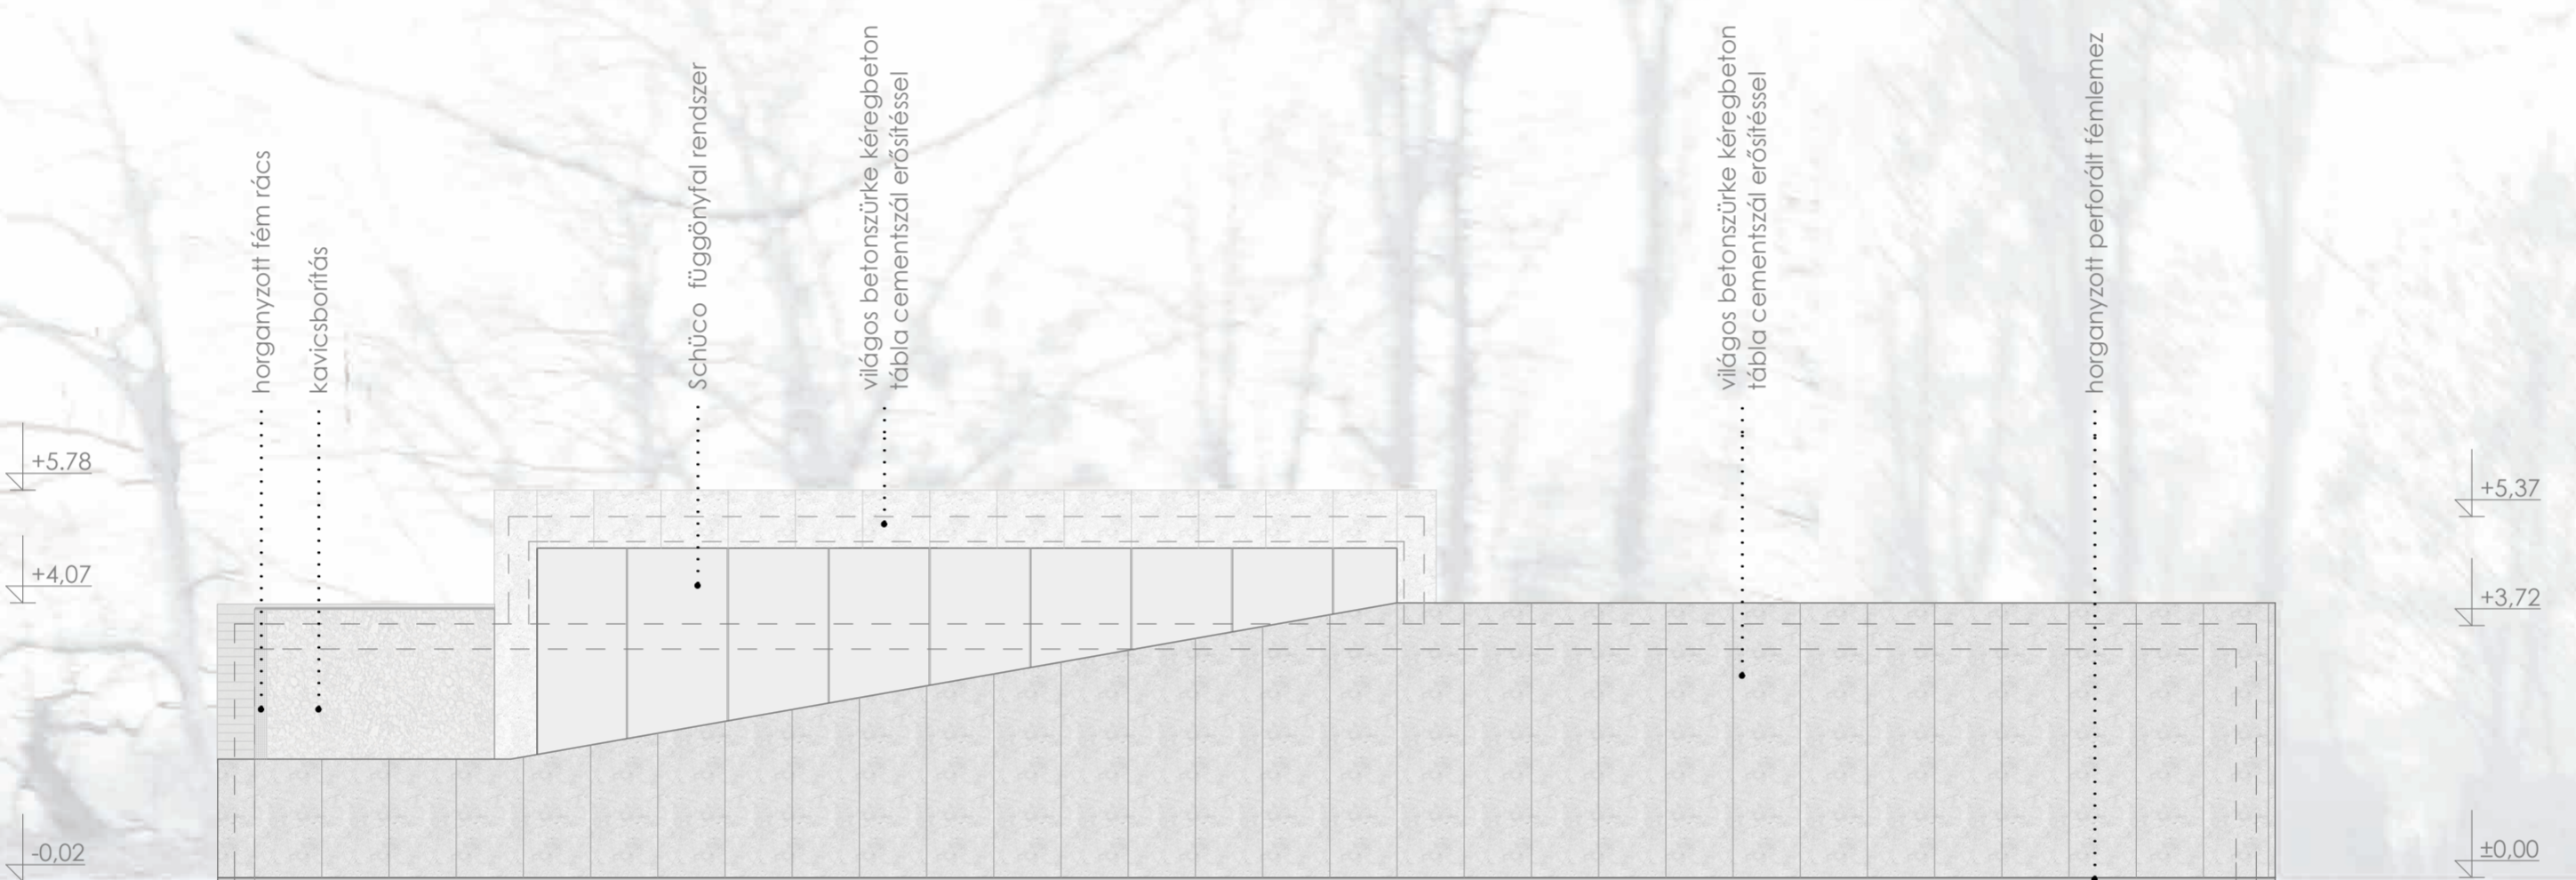 horganyzott fém rács
kavicsborítás
Schüco függönyfal rendszer
világos betonszürke kéregbeton
tábla cementszál erősítéssel
világos betonszürke kéregbeton
tábla cementszál erősítéssel
horganyzott perforált fémlemez
+5.78
+4,07
-0,02
+5,37
+3,72
±0,00